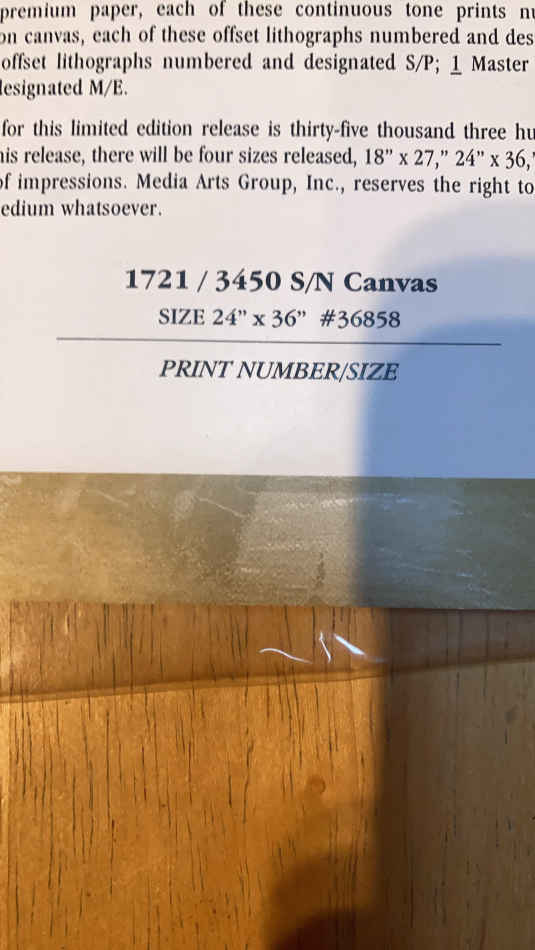 premium paper, each of these continuous tone prints
on canvas, each of these offset lithographs numbered and des
offset lithographs numbered and designated S/P; 1 Master
designated M/E.
for this limited edition release is thirty-five thousand three hu
his release, there will be four sizes released, 18" x 27," 24" x 36,"
of impressions. Media Arts Group, Inc., reserves the right to
edium whatsoever.
1721 / 3450 S/N Canvas
SIZE 24" x 36" #36858
PRINT NUMBER/SIZE